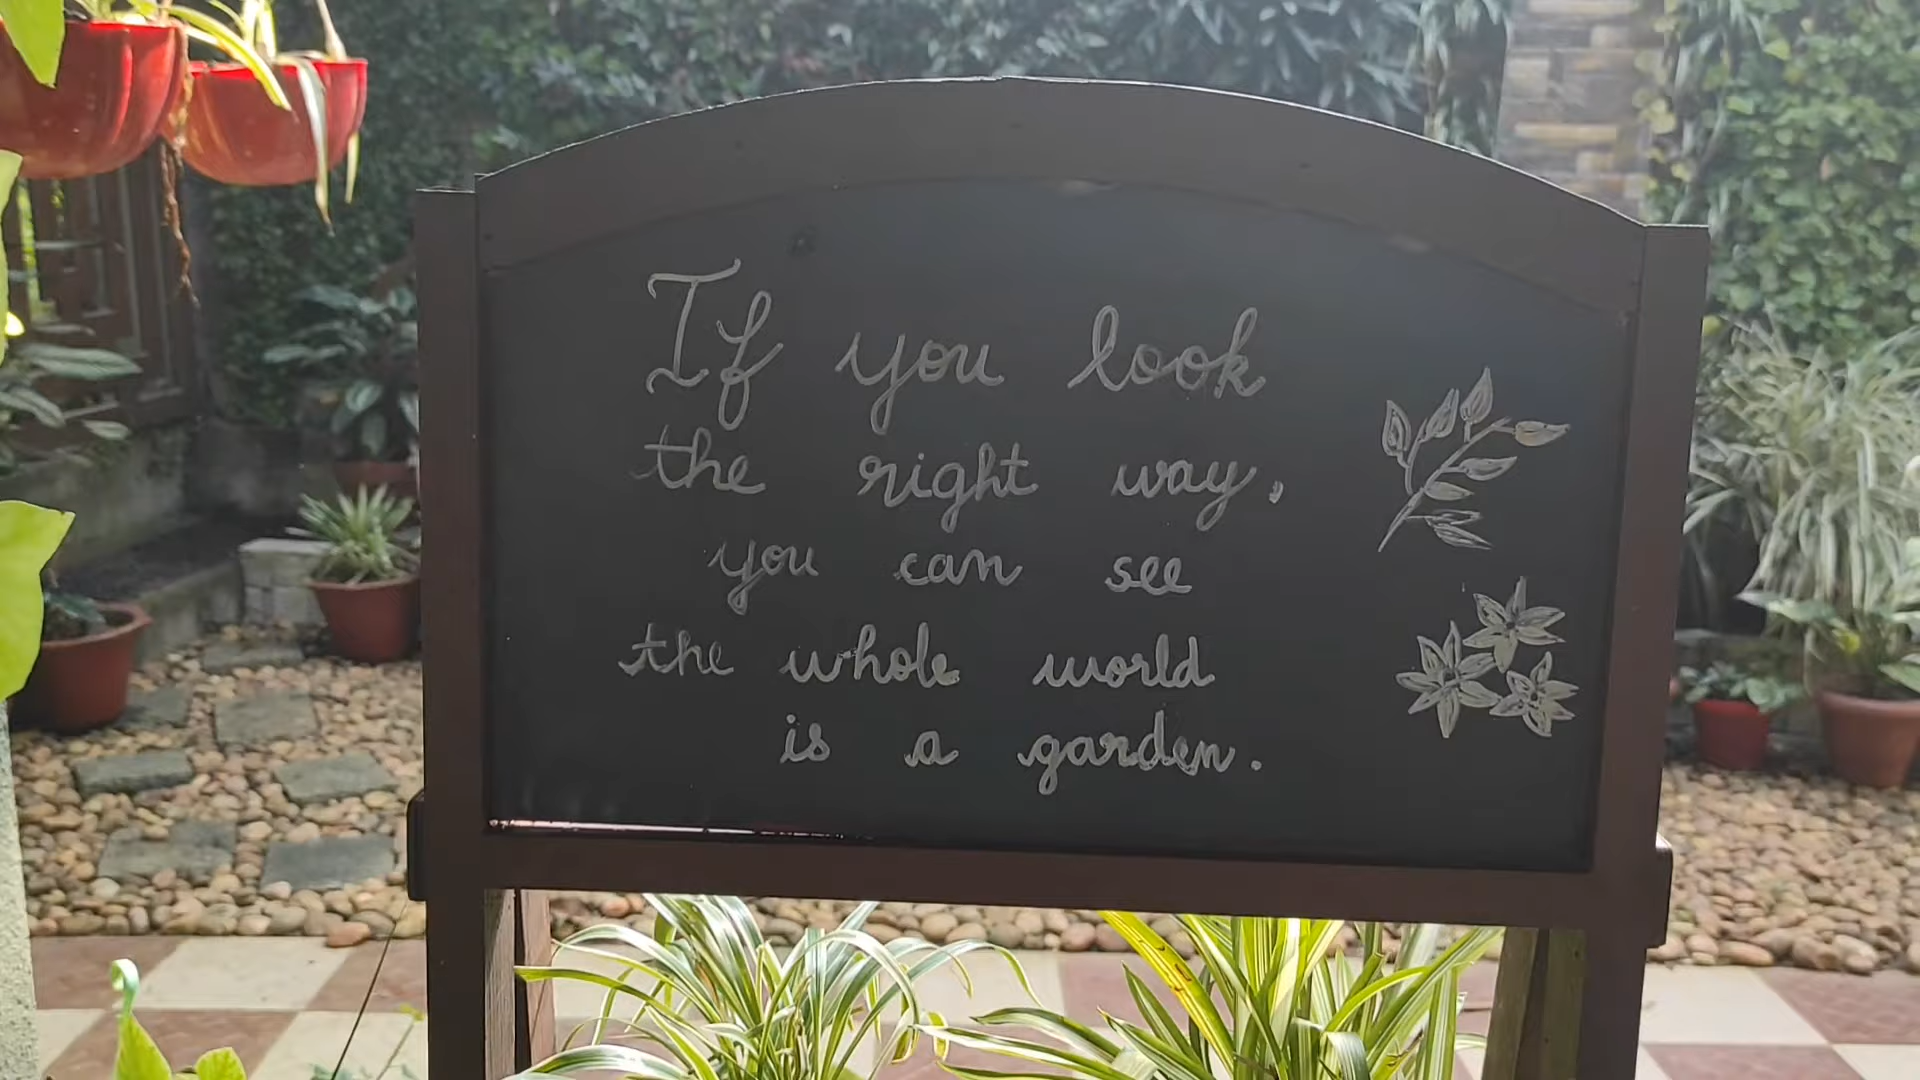 If you look
the right way,
you can see
the whole world
is a garden.